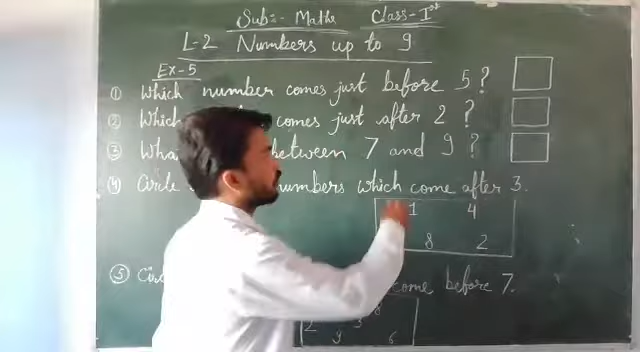 Sub:- Maths Class-Ist
L-2 Numbers up to 9
Ex-5
① Which number comes just before 5?
② Which comes just after 2?
③ between 7 and 9?
④ Circle numbers which come after 3.
1 4
8 2
⑤ come before 7.
8
2 5
9 6